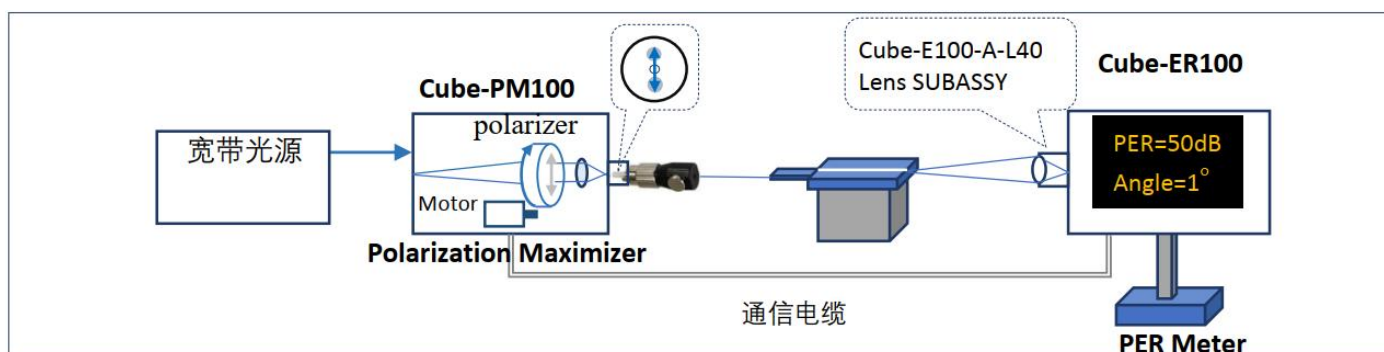 宽带光源
Cube-PM100
polarizer
Motor
Polarization Maximizer
Cube-E100-A-L40
Lens SUBASSY
Cube-ER100
PER=50dB
Angle=1°
通信电缆
PER Meter